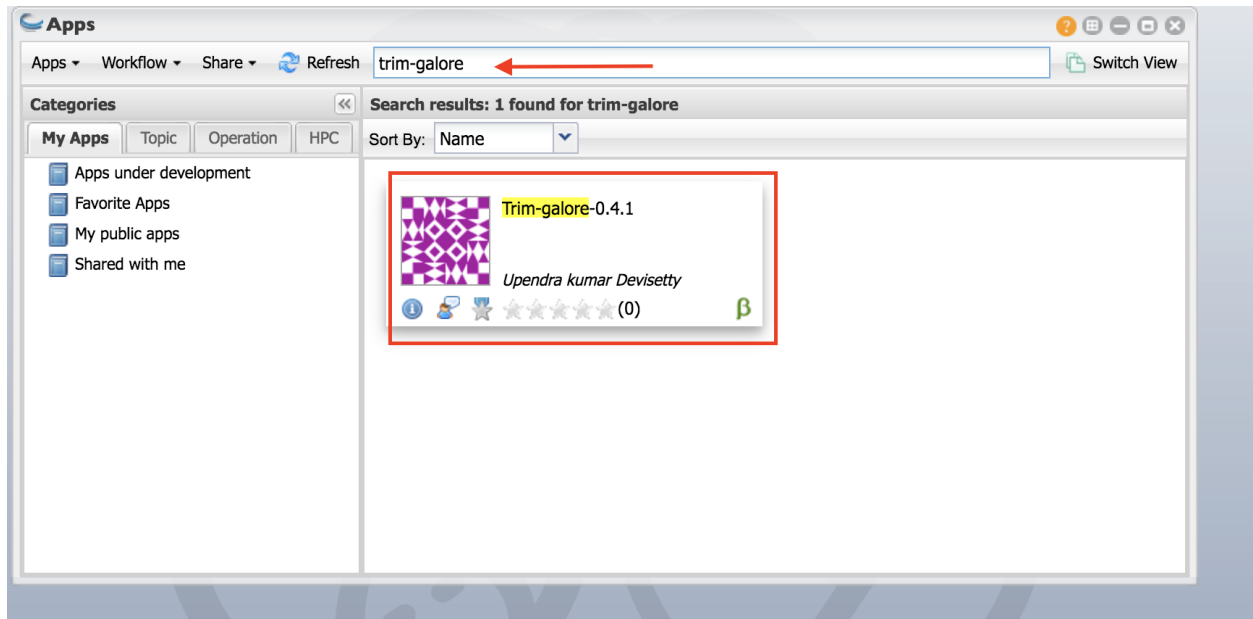 Apps
Apps Workflow Share Refresh trim-galore Switch View
Categories
Search results: 1 found for trim-galore
My Apps Topic Operation HPC
Sort By: Name
Apps under development
Favorite Apps
My public apps
Shared with me
Trim-galore-0.4.1
Upendra kumar Devisetty
(0) β